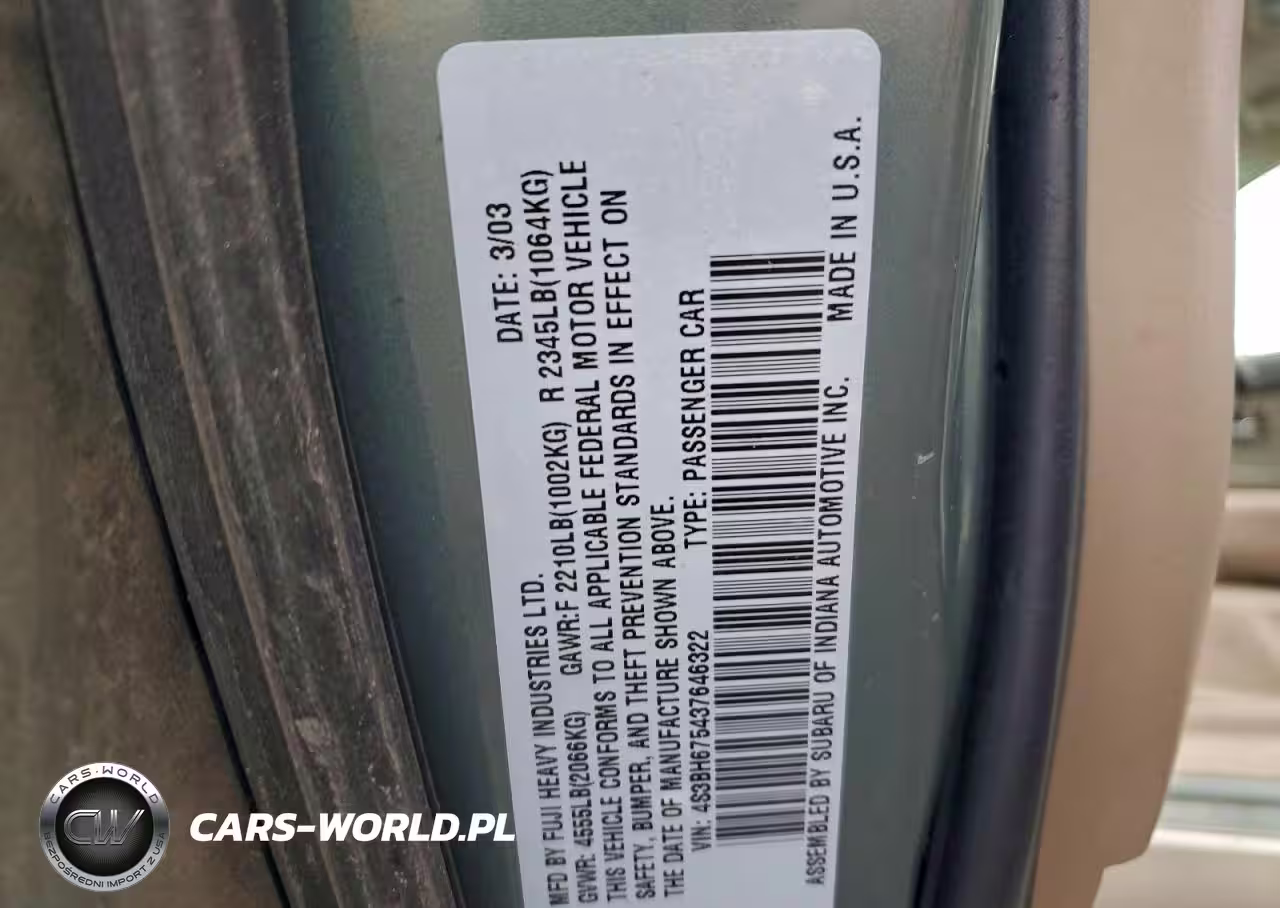 MFD BY FUJI HEAVY INDUSTRIES LTD. DATE: 3/03
GVWR: 4555LB(2066KG) GAWR:F 2210LB(1002KG) R 2345LB(1064KG)
THIS VEHICLE CONFORMS TO ALL APPLICABLE FEDERAL MOTOR VEHICLE
SAFETY, BUMPER, AND THEFT PREVENTION STANDARDS IN EFFECT ON
THE DATE OF MANUFACTURE SHOWN ABOVE.
VIN: 4S3BH675437646322 TYPE: PASSENGER CAR
ASSEMBLED BY SUBARU OF INDIANA AUTOMOTIVE INC. MADE IN U.S.A.
CARS-WORLD
CW
BEZPOŚREDNI IMPORT Z USA
CARS-WORLD.PL